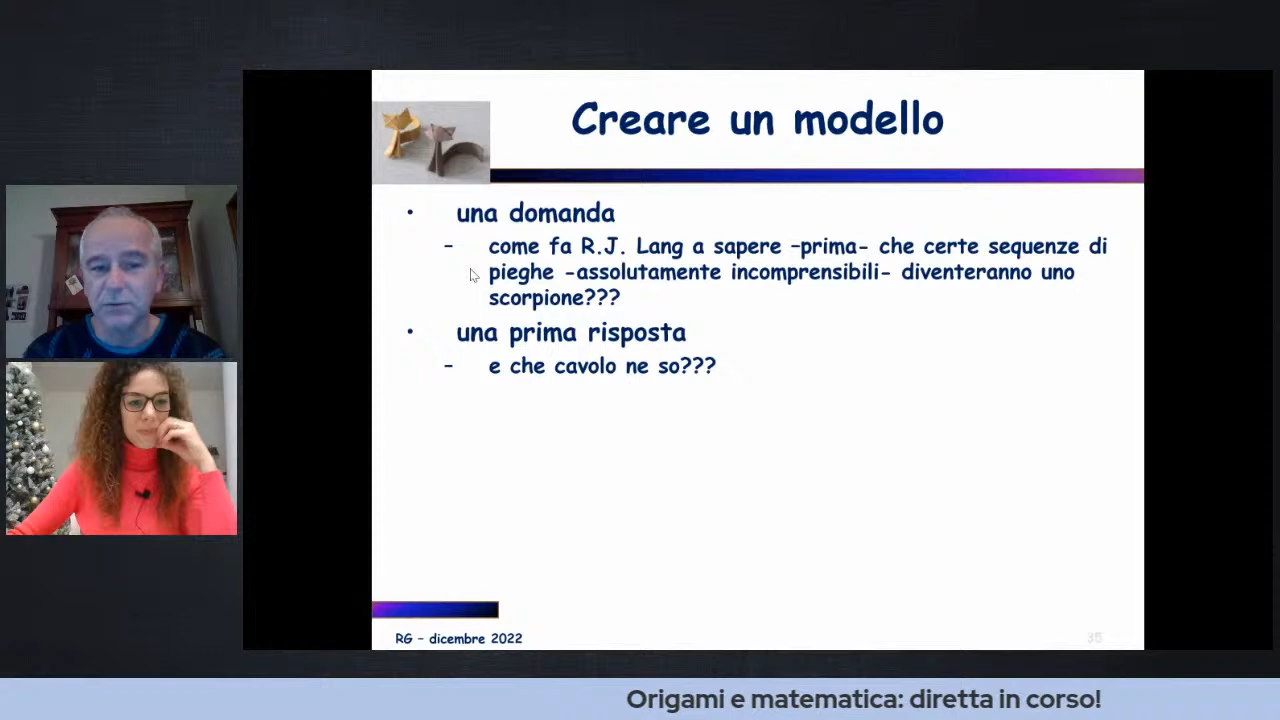 Creare un modello
• una domanda
– come fa R.J. Lang a sapere –prima- che certe sequenze di
pieghe -assolutamente incomprensibili- diventeranno uno
scorpione???
• una prima risposta
– e che cavolo ne so???
RG – dicembre 2022
35
Origami e matematica: diretta in corso!